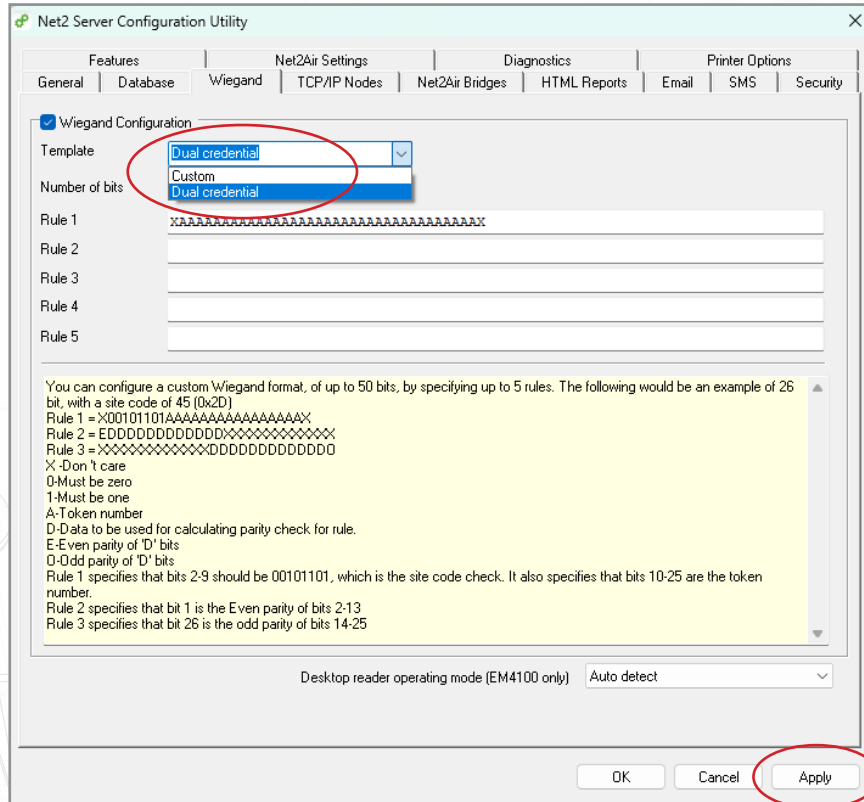 Net2 Server Configuration Utility
Features Net2Air Settings Diagnostics Printer Options
General Database Wiegand TCP/IP Nodes Net2Air Bridges HTML Reports Email SMS Security
Wiegand Configuration
Template Dual credential
Custom
Number of bits Dual credential
Rule 1 XAAAAAAAAAAAAAAAAAAAAAAAAAAAAAAAAAAAX
Rule 2
Rule 3
Rule 4
Rule 5
You can configure a custom Wiegand format, of up to 50 bits, by specifying up to 5 rules. The following would be an example of 26
bit, with a site code of 45 (0x2D)
Rule 1 = X00101101AAAAAAAAAAAAAAAAX
Rule 2 = EDDDDDDDDDDDDXXXXXXXXXXXXX
Rule 3 = XXXXXXXXXXXXXDDDDDDDDDDDDO
X -Don 't care
0-Must be zero
1-Must be one
A-Token number
D-Data to be used for calculating parity check for rule.
E-Even parity of 'D' bits
O-Odd parity of 'D' bits
Rule 1 specifies that bits 2-9 should be 00101101, which is the site code check. It also specifies that bits 10-25 are the token
number.
Rule 2 specifies that bit 1 is the Even parity of bits 2-13
Rule 3 specifies that bit 26 is the odd parity of bits 14-25
Desktop reader operating mode (EM4100 only) Auto detect
OK Cancel Apply